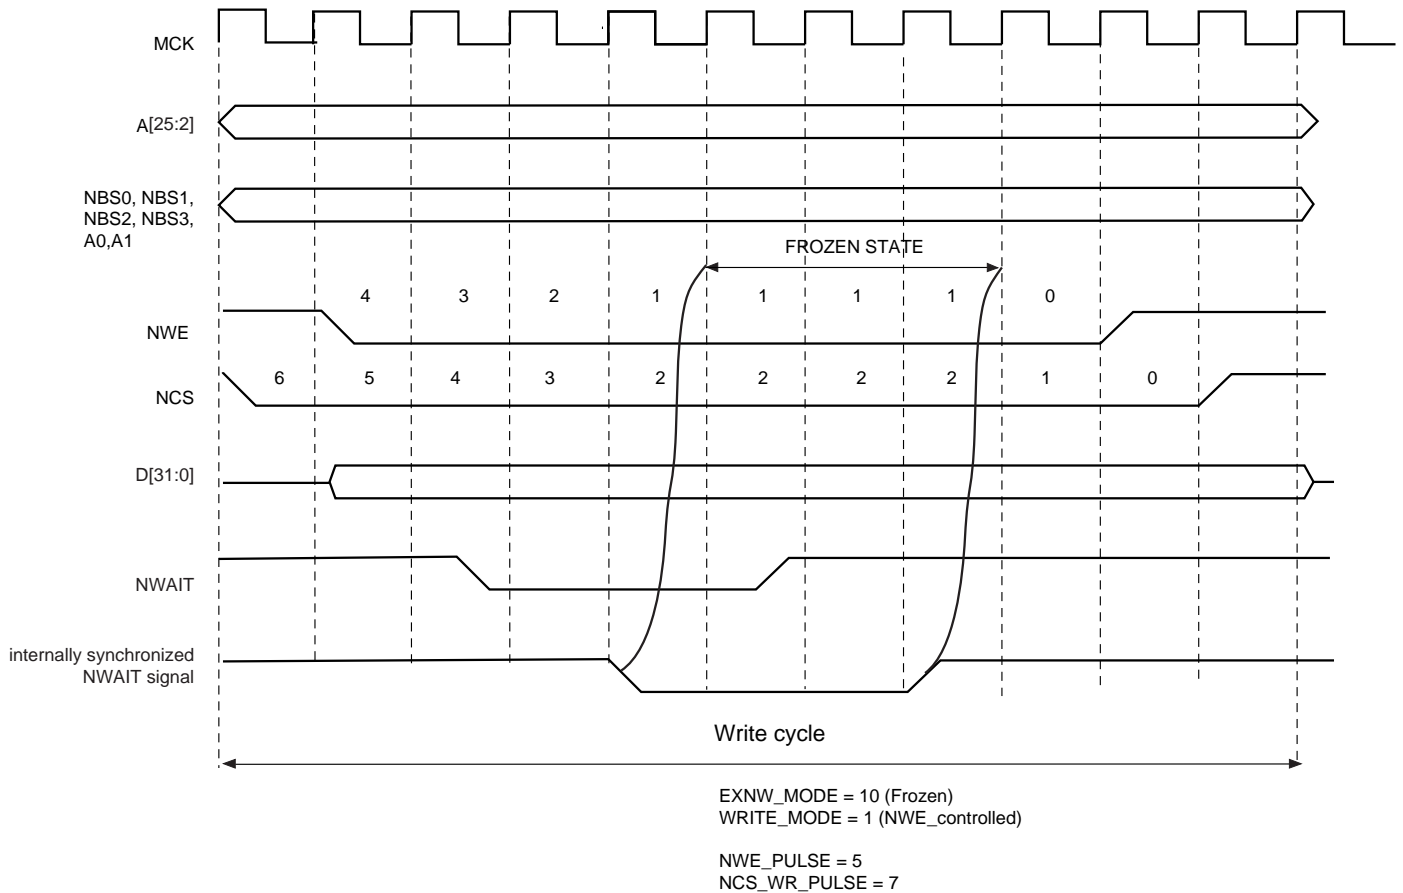 MCK
A[25:2]
NBS0, NBS1,
NBS2, NBS3,
A0,A1
FROZEN STATE
4 3 2 1 1 1 1 0
NWE
6 5 4 3 2 2 2 2 1 0
NCS
D[31:0]
NWAIT
internally synchronized
NWAIT signal
Write cycle
EXNW_MODE = 10 (Frozen)
WRITE_MODE = 1 (NWE_controlled)
NWE_PULSE = 5
NCS_WR_PULSE = 7